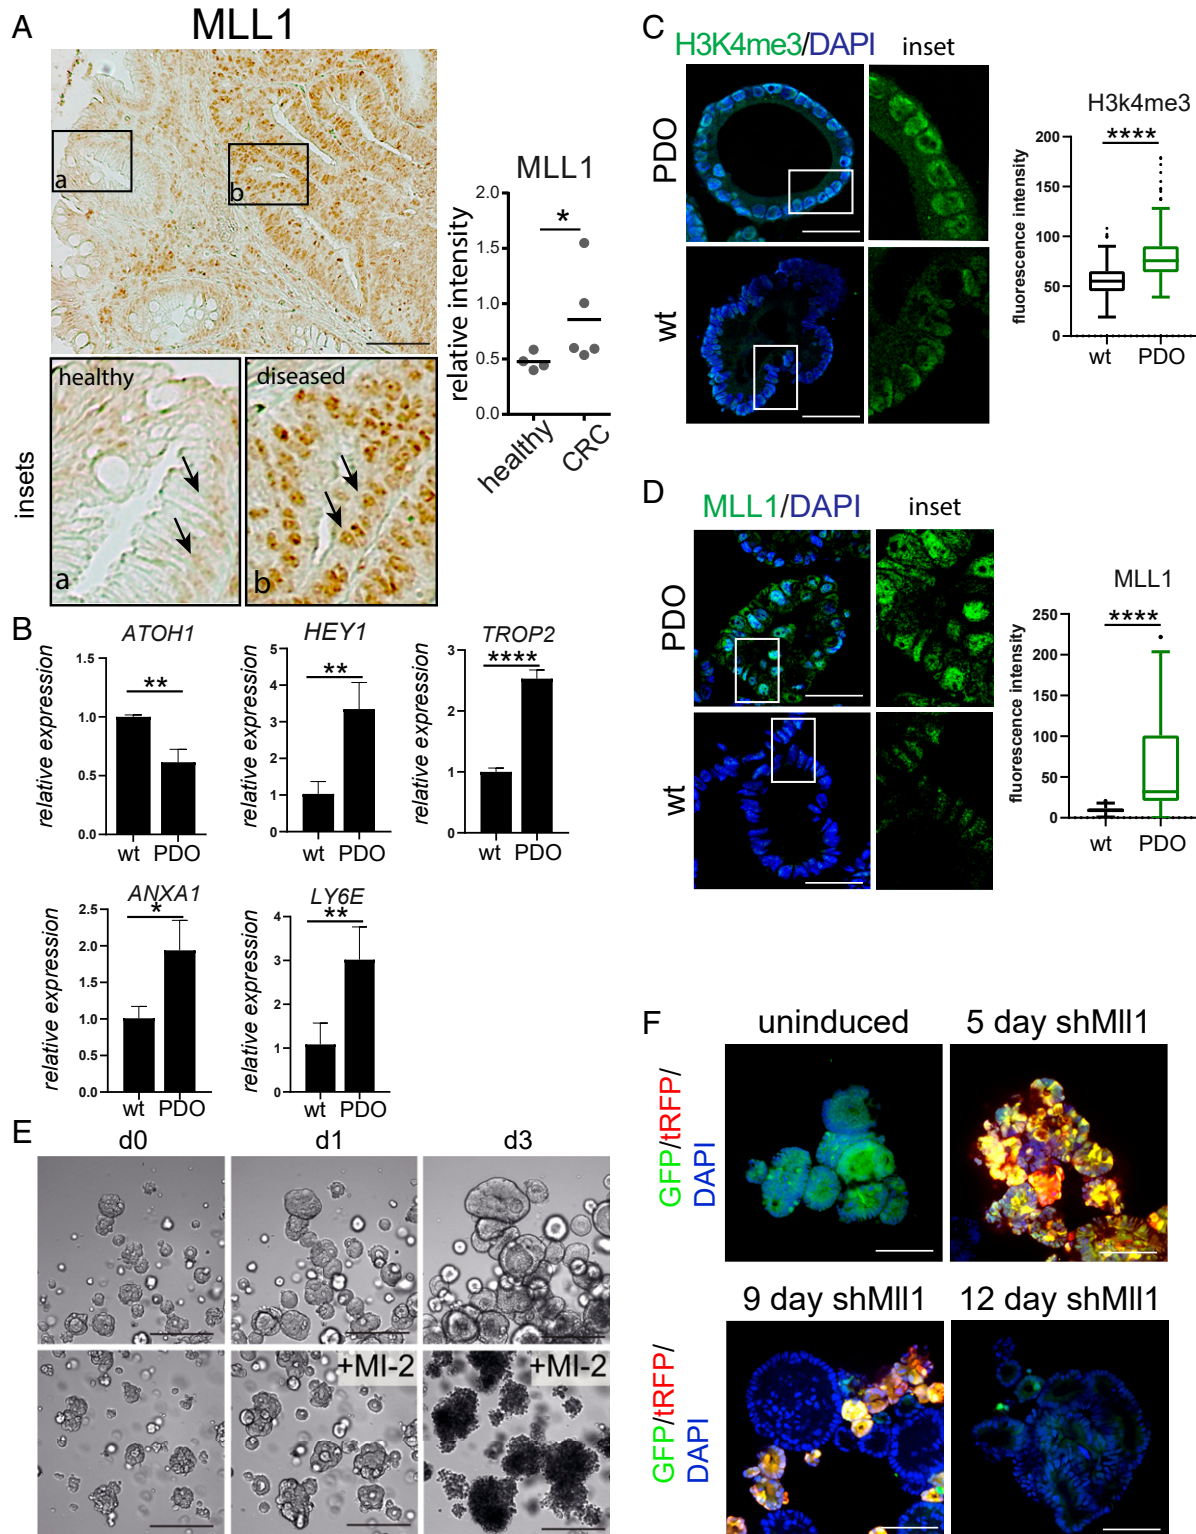 A
MLL1
a
b
healthy
diseased
insets
a
b
MLL1
relative intensity
2.0
1.5
1.0
0.5
0.0
*
healthy
CRC
B
ATOH1
relative expression
1.5
1.0
0.5
0.0
**
wt PDO
HEY1
relative expression
5
4
3
2
1
0
**
wt PDO
TROP2
relative expression
3
2
1
0
****
wt PDO
ANXA1
relative expression
2.5
2.0
1.5
1.0
0.5
0.0
*
wt PDO
LY6E
relative expression
4
3
2
1
0
**
wt PDO
C
H3K4me3/DAPI
inset
PDO
wt
H3k4me3
fluorescence intensity
200
150
100
50
0
****
wt PDO
D
MLL1/DAPI
inset
PDO
wt
MLL1
fluorescence intensity
250
200
150
100
50
0
****
wt PDO
E
d0
d1
d3
+MI-2
+MI-2
F
uninduced
5 day shMll1
GFP/tRFP/
DAPI
9 day shMll1
12 day shMll1
GFP/tRFP/
DAPI